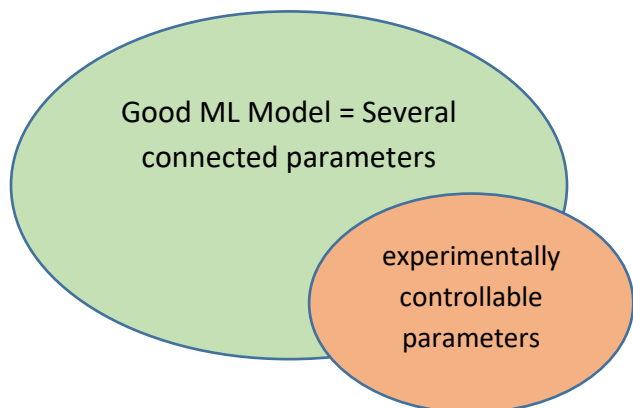 Good ML Model = Several
connected parameters
experimentally
controllable
parameters